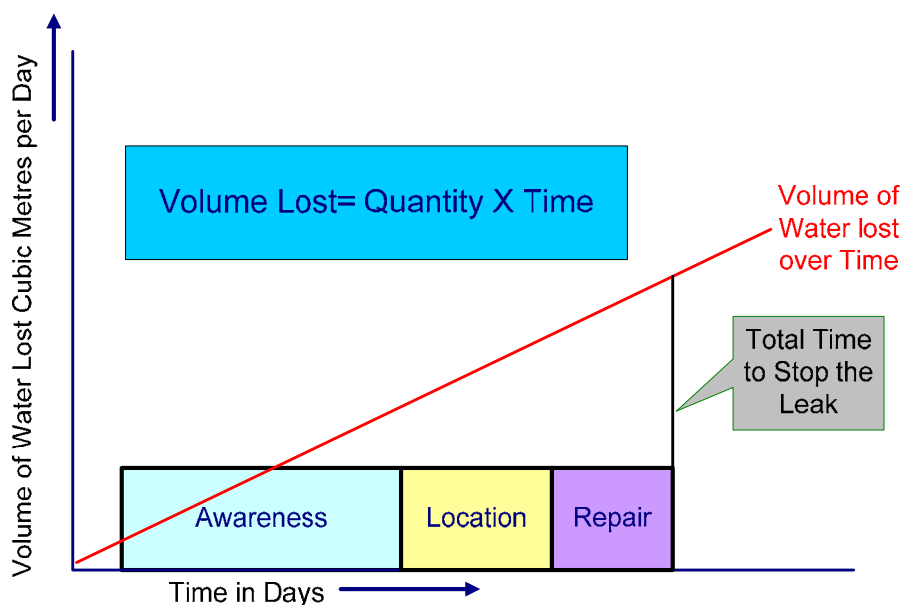 Volume of Water Lost Cubic Metres per Day
Volume Lost= Quantity X Time
Volume of
Water lost
over Time
Total Time
to Stop the
Leak
Awareness
Location
Repair
Time in Days